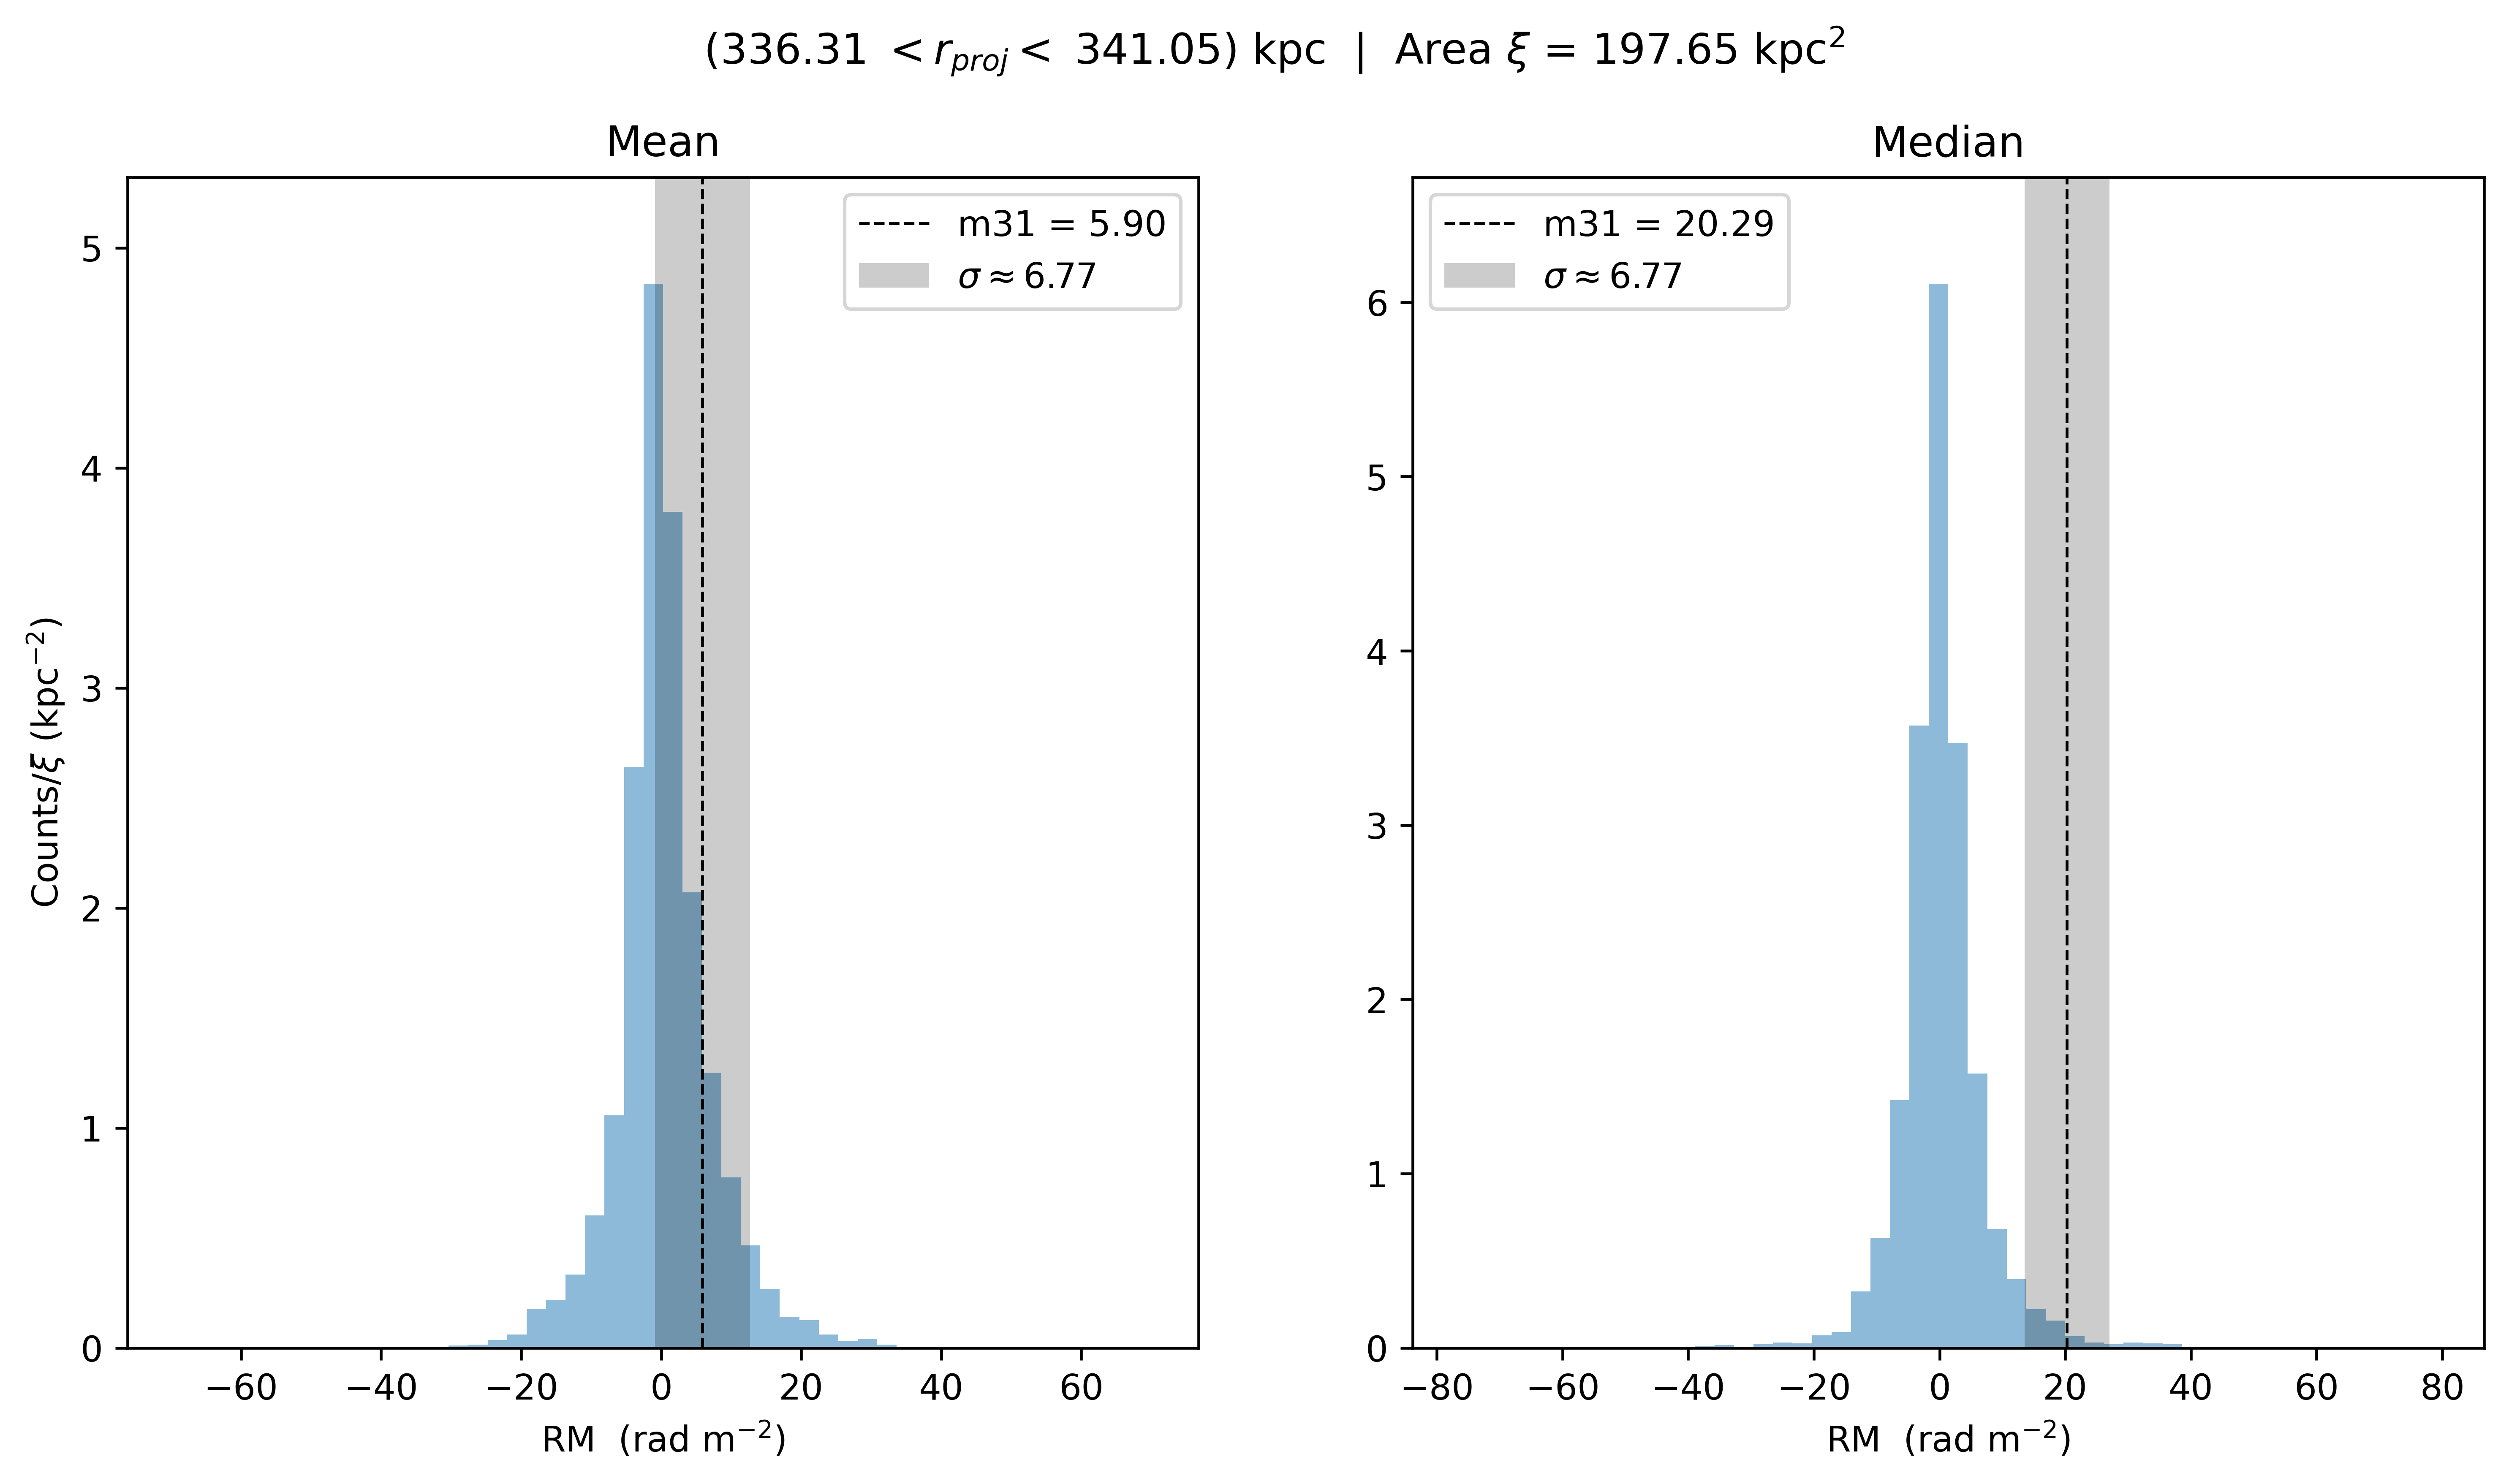 (336.31 < r_proj < 341.05) kpc | Area ξ = 197.65 kpc²
Mean
m31 = 5.90
σ ≈ 6.77
5
4
3
2
1
0
Counts/ξ (kpc⁻²)
−60 −40 −20 0 20 40 60
RM (rad m⁻²)
Median
m31 = 20.29
σ ≈ 6.77
6
5
4
3
2
1
0
−80 −60 −40 −20 0 20 40 60 80
RM (rad m⁻²)